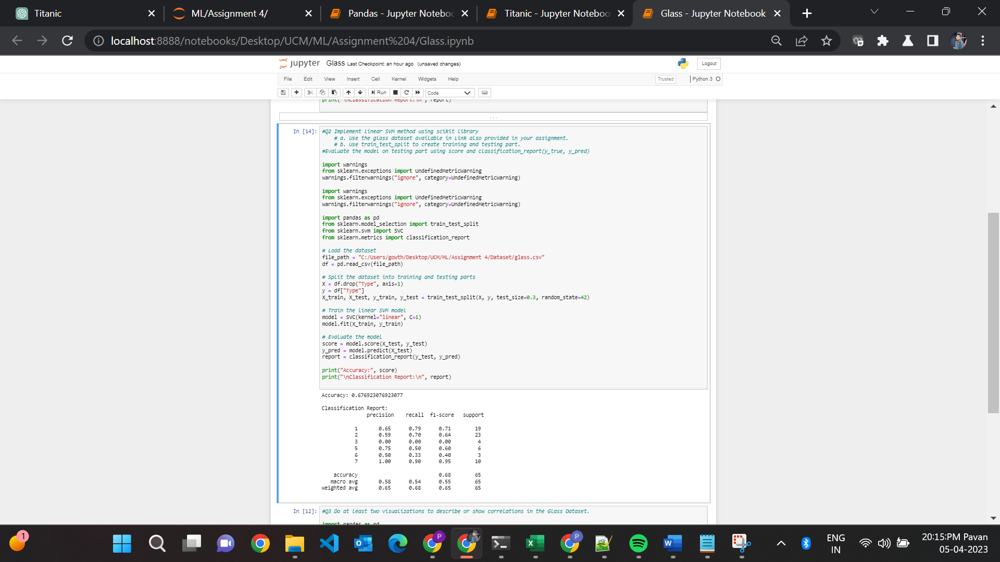 Titanic
ML/Assignment 4/
Pandas - Jupyter Noteboo
Titanic - Jupyter Noteboo
Glass - Jupyter Notebook
localhost:8888/notebooks/Desktop/UCM/ML/Assignment%204/Glass.ipynb
jupyter Glass Last Checkpoint: an hour ago (unsaved changes)
Logout
File Edit View Insert Cell Kernel Widgets Help
Trusted
Python 3
Run
Code
print("\nClassification Report:\n", report)
...
In [14]:
#Q2 Implement linear SVM method using scikit library
# a. Use the glass dataset available in Link also provided in your assignment.
# b. Use train_test_split to create training and testing part.
#Evaluate the model on testing part using score and classification_report(y_true, y_pred)
import warnings
from sklearn.exceptions import UndefinedMetricWarning
warnings.filterwarnings("ignore", category=UndefinedMetricWarning)
import warnings
from sklearn.exceptions import UndefinedMetricWarning
warnings.filterwarnings("ignore", category=UndefinedMetricWarning)
import pandas as pd
from sklearn.model_selection import train_test_split
from sklearn.svm import SVC
from sklearn.metrics import classification_report
# Load the dataset
file_path = "C:/Users/gowth/Desktop/UCM/ML/Assignment 4/Dataset/glass.csv"
df = pd.read_csv(file_path)
# Split the dataset into training and testing parts
X = df.drop("Type", axis=1)
y = df["Type"]
X_train, X_test, y_train, y_test = train_test_split(X, y, test_size=0.3, random_state=42)
# Train the linear SVM model
model = SVC(kernel="linear", C=1)
model.fit(X_train, y_train)
# Evaluate the model
score = model.score(X_test, y_test)
y_pred = model.predict(X_test)
report = classification_report(y_test, y_pred)
print("Accuracy:", score)
print("\nClassification Report:\n", report)
Accuracy: 0.676923076923077
Classification Report:
precision recall f1-score support
1 0.65 0.79 0.71 19
2 0.59 0.70 0.64 23
3 0.00 0.00 0.00 4
5 0.75 0.50 0.60 6
6 0.50 0.33 0.40 3
7 1.00 0.90 0.95 10
accuracy 0.68 65
macro avg 0.58 0.54 0.55 65
weighted avg 0.65 0.68 0.65 65
In [12]:
#Q3 Do at least two visualizations to describe or show correlations in the Glass Dataset.
import pandas as pd
1
P
P
ENG
IN
20:15:PM Pavan
05-04-2023